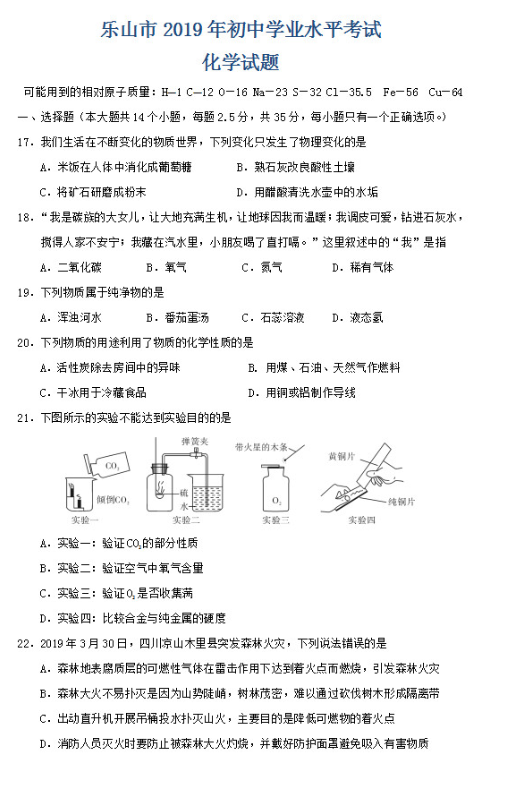 乐山市 2019 年初中学业水平考试
化学试题
可能用到的相对原子质量：H—1 C—12 O—16 Na—23 S—32 Cl—35.5 Fe—56 Cu—64
一、选择题（本大题共14个小题，每题2.5分，共35分，每小题只有一个正确选项。）
17．我们生活在不断变化的物质世界，下列变化只发生了物理变化的是
A．米饭在人体中消化成葡萄糖 B．熟石灰改良酸性土壤
C．将矿石研磨成粉末 D．用醋酸清洗水壶中的水垢
18．“我是碳族的大女儿，让大地充满生机，让地球因我而温暖；我调皮可爱，钻进石灰水，
搅得人家不安宁；我藏在汽水里，小朋友喝了直打嗝。”这里叙述中的“我”是指
A．二氧化碳 B．氧气 C．氮气 D．稀有气体
19．下列物质属于纯净物的是
A．浑浊河水 B．番茄蛋汤 C．石蕊溶液 D．液态氢
20．下列物质的用途利用了物质的化学性质的是
A．活性炭除去房间中的异味 B．用煤、石油、天然气作燃料
C．干冰用于冷藏食品 D．用铜或铝制作导线
21．下图所示的实验不能达到实验目的的是
CO₂ 倾倒CO₂ 弹簧夹 硫 水 带火星的木条 O₂ 黄铜片 纯铜片
实验一 实验二 实验三 实验四
A．实验一：验证CO₂的部分性质
B．实验二：验证空气中氧气含量
C．实验三：验证O₂是否收集满
D．实验四：比较合金与纯金属的硬度
22．2019年3月30日，四川凉山木里县突发森林火灾，下列说法错误的是
A．森林地表腐质层的可燃性气体在雷击作用下达到着火点而燃烧，引发森林火灾
B．森林大火不易扑灭是因为山势陡峭，树林茂密，难以通过砍伐树木形成隔离带
C．出动直升机开展吊桶投水扑灭山火，主要目的是降低可燃物的着火点
D．消防人员灭火时要防止被森林大火灼烧，并戴好防护面罩避免吸入有害物质